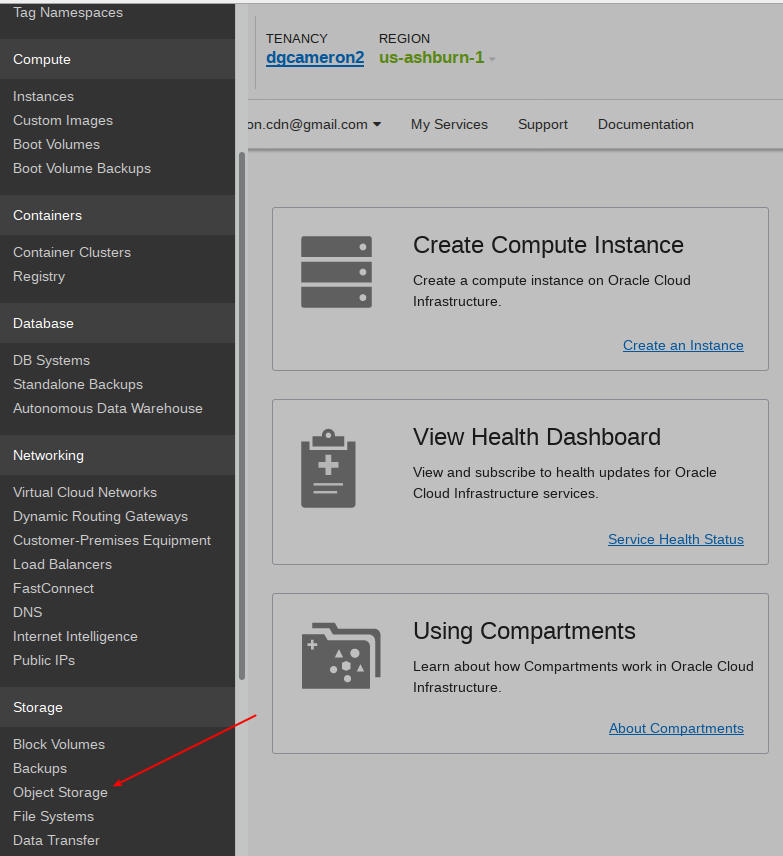 Tag Namespaces
Compute
Instances
Custom Images
Boot Volumes
Boot Volume Backups
Containers
Container Clusters
Registry
Database
DB Systems
Standalone Backups
Autonomous Data Warehouse
Networking
Virtual Cloud Networks
Dynamic Routing Gateways
Customer-Premises Equipment
Load Balancers
FastConnect
DNS
Internet Intelligence
Public IPs
Storage
Block Volumes
Backups
Object Storage
File Systems
Data Transfer
TENANCY REGION
dgcameron2 us-ashburn-1
on.cdn@gmail.com My Services Support Documentation
Create Compute Instance
Create a compute instance on Oracle Cloud
Infrastructure.
Create an Instance
View Health Dashboard
View and subscribe to health updates for Oracle
Cloud Infrastructure services.
Service Health Status
Using Compartments
Learn about how Compartments work in Oracle Cloud
Infrastructure.
About Compartments